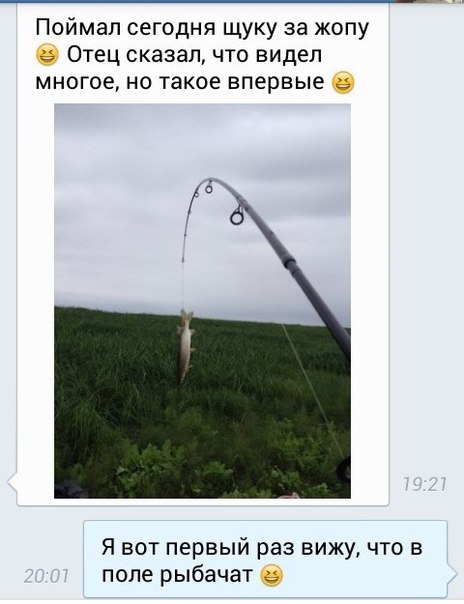 Поймал сегодня щуку за жопу
😆 Отец сказал, что видел
многое, но такое впервые 😆
19:21
Я вот первый раз вижу, что в
поле рыбачат 😆
20:01